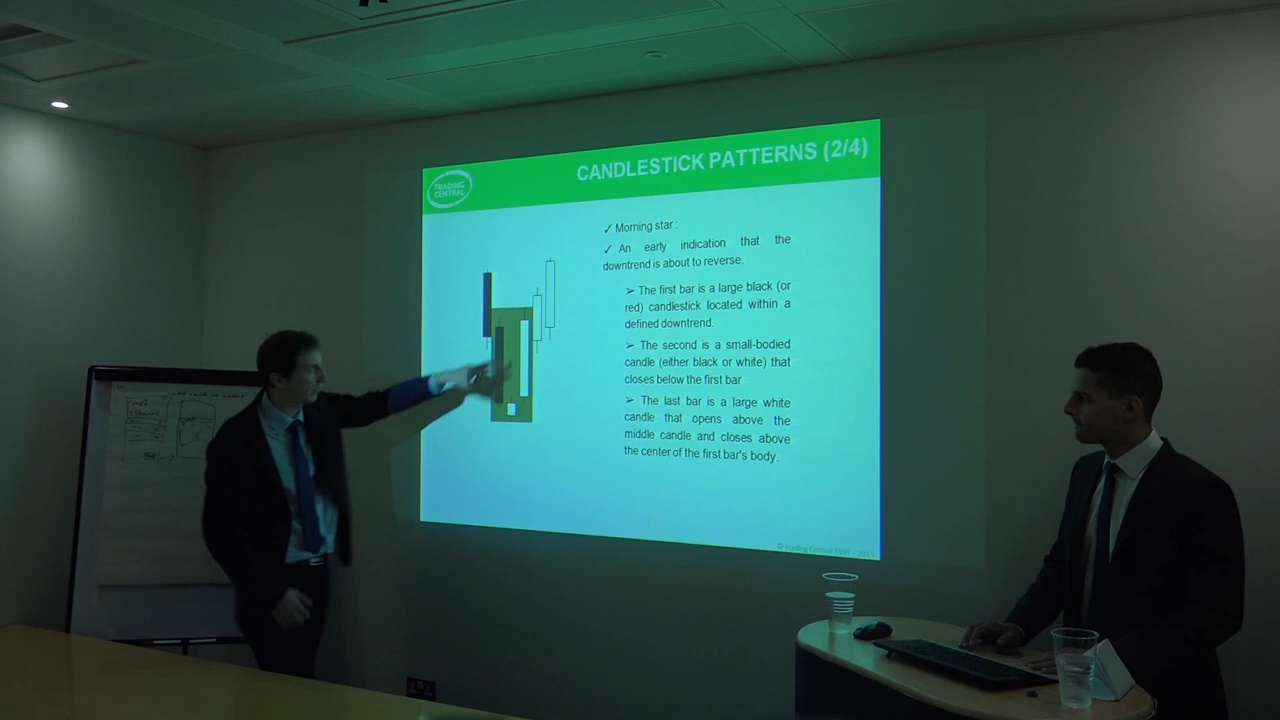 CANDLESTICK PATTERNS (2/4)
TRADING
CENTRAL
✓ Morning star :
✓ An early indication that the
downtrend is about to reverse.
➢ The first bar is a large black (or
red) candlestick located within a
defined downtrend.
➢ The second is a small-bodied
candle (either black or white) that
closes below the first bar
➢ The last bar is a large white
candle that opens above the
middle candle and closes above
the center of the first bar's body.